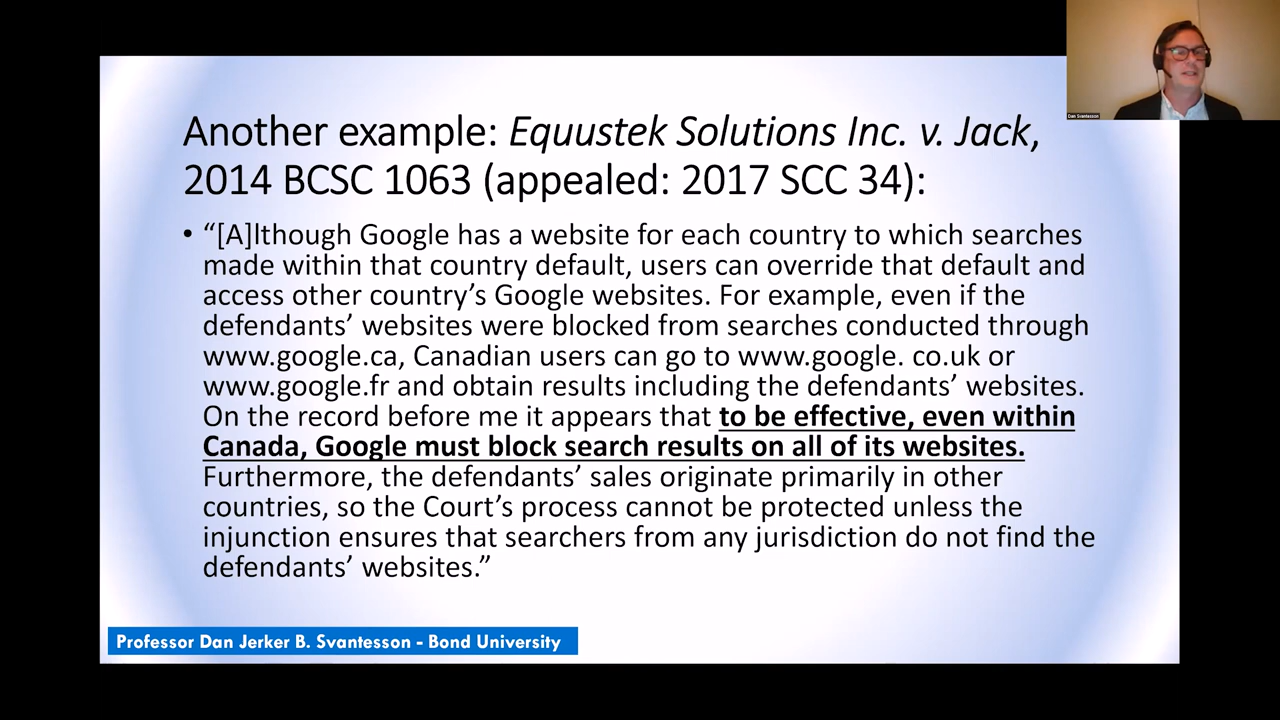 Another example: Equustek Solutions Inc. v. Jack,
2014 BCSC 1063 (appealed: 2017 SCC 34):
• “[A]lthough Google has a website for each country to which searches
made within that country default, users can override that default and
access other country’s Google websites. For example, even if the
defendants’ websites were blocked from searches conducted through
www.google.ca, Canadian users can go to www.google. co.uk or
www.google.fr and obtain results including the defendants’ websites.
On the record before me it appears that to be effective, even within
Canada, Google must block search results on all of its websites.
Furthermore, the defendants’ sales originate primarily in other
countries, so the Court’s process cannot be protected unless the
injunction ensures that searchers from any jurisdiction do not find the
defendants’ websites.”
Professor Dan Jerker B. Svantesson - Bond University
Dan Svantesson